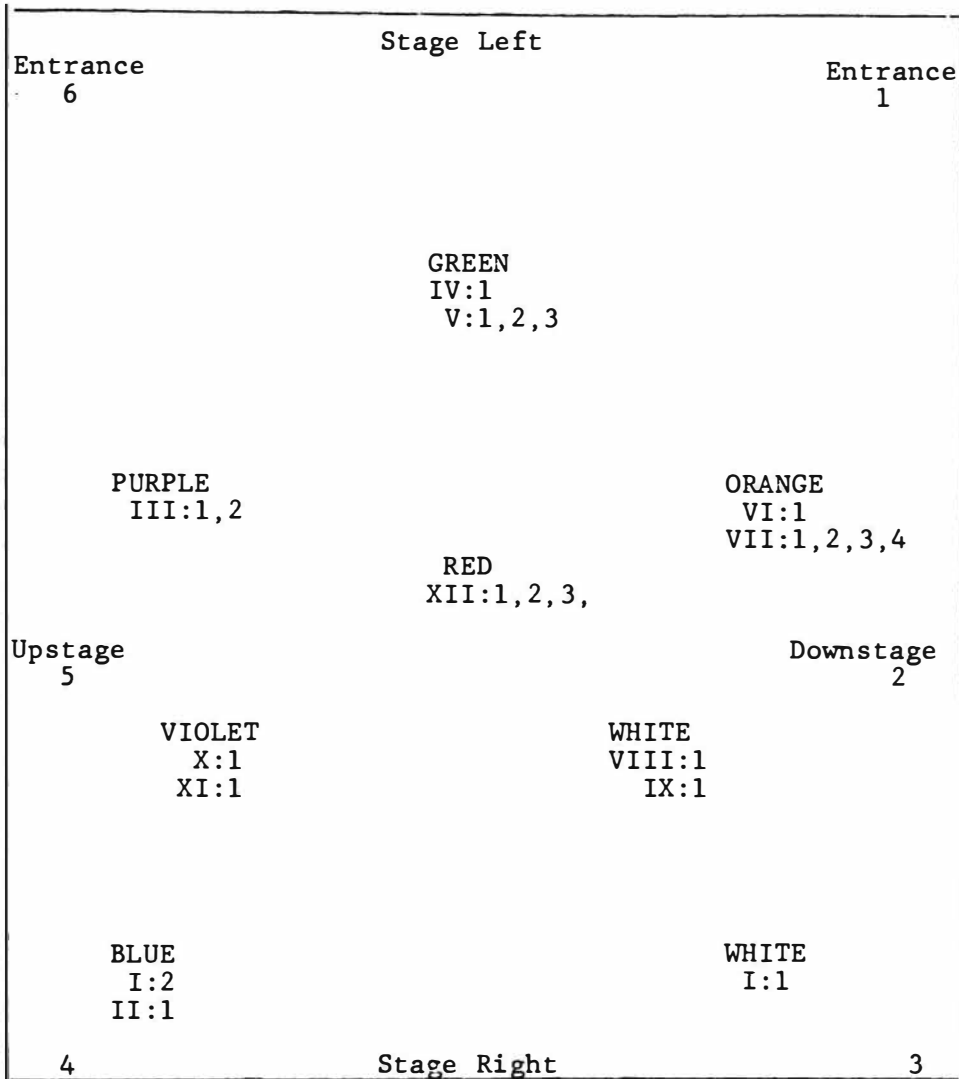 Stage Left
Entrance Entrance
6 1
GREEN
IV:1
V:1,2,3
PURPLE ORANGE
III:1,2 VI:1
VII:1,2,3,4
RED
XII:1,2,3,
Upstage Downstage
5 2
VIOLET WHITE
X:1 VIII:1
XI:1 IX:1
BLUE WHITE
I:2 I:1
II:1
4 Stage Right 3